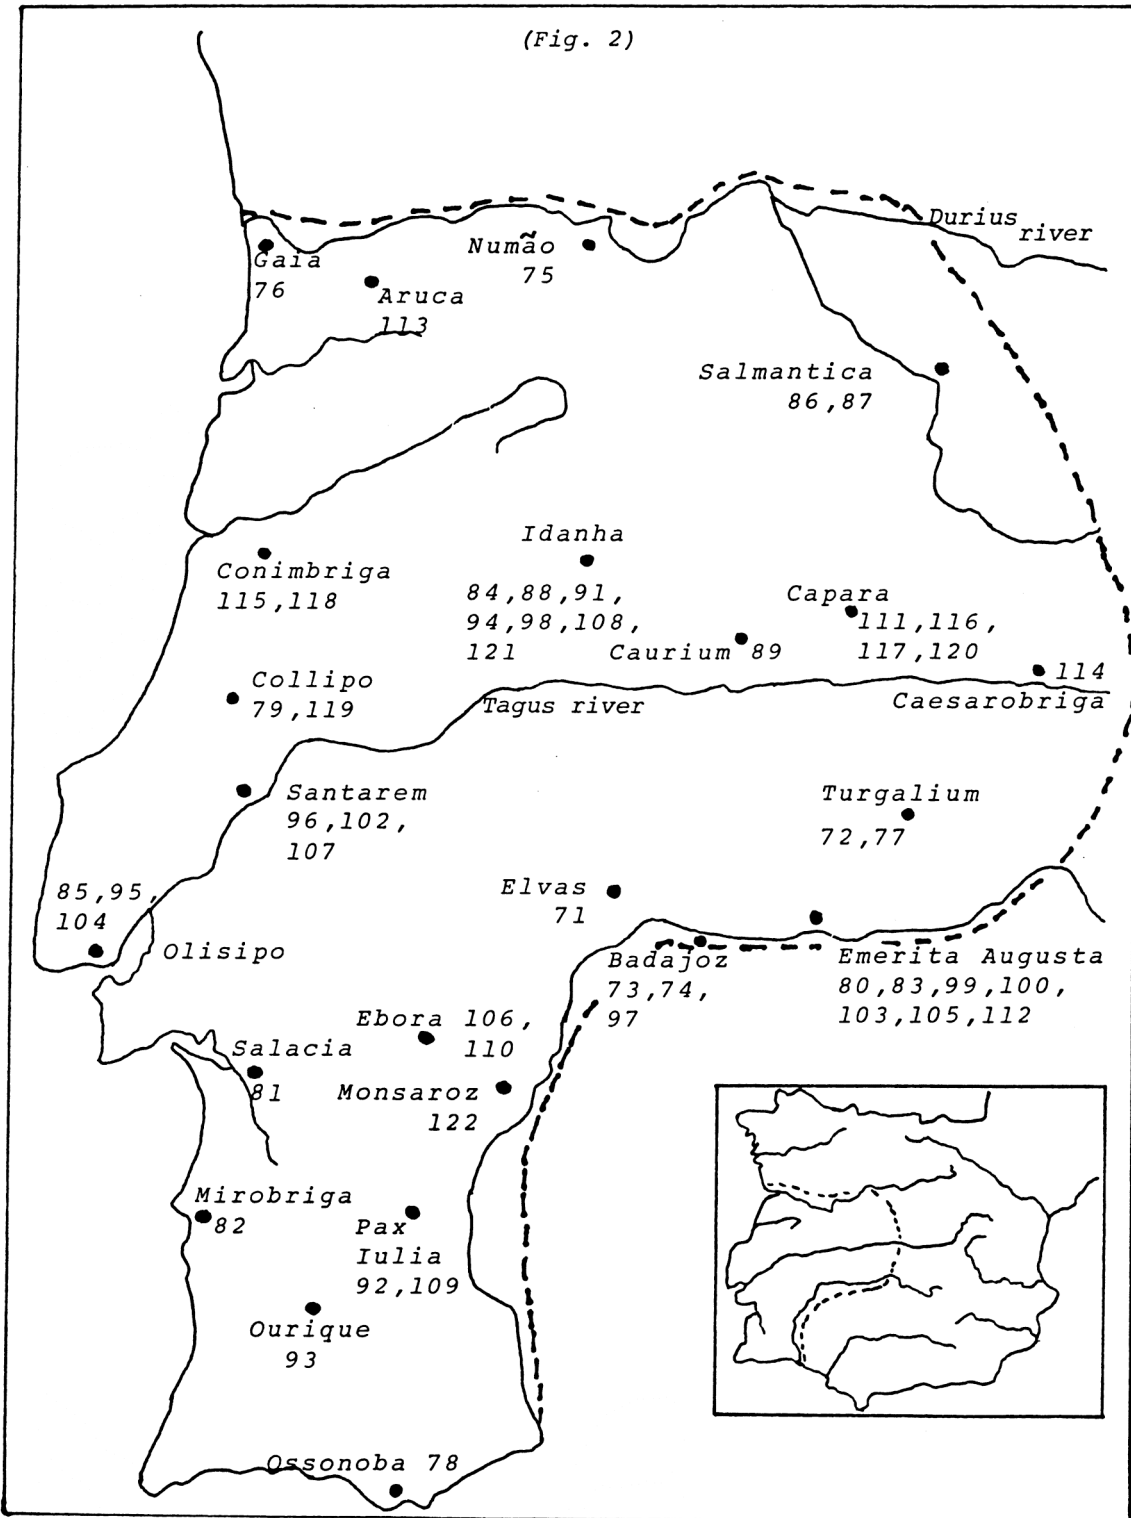 (Fig. 2)
Durius
river
Gaia
76
Numão
75
Aruca
113
Salmantica
86,87
Idanha
84,88,91,
94,98,108,
121
Conimbriga
115,118
Capara
111,116,
117,120
Caurium 89
114
Caesarobriga
Collipo
79,119
Tagus river
Santarem
96,102,
107
Turgalium
72,77
85,95,
104
Olisipo
Elvas
71
Badajoz
73,74,
97
Emerita Augusta
80,83,99,100,
103,105,112
Ebora 106,
110
Salacia
81
Monsaroz
122
Mirobriga
82
Pax
Iulia
92,109
Ourique
93
Ossonoba 78